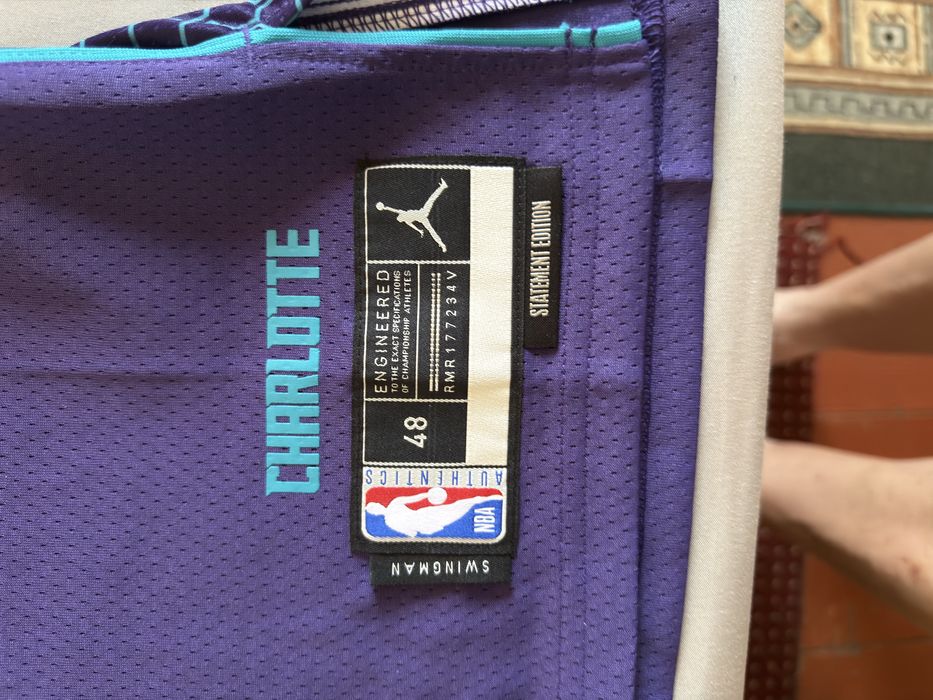 CHARLOTTE
ENGINEERED
TO THE EXACT SPECIFICATIONS
OF CHAMPIONSHIP ATHLETES
RMR177234V
48
AUTHENTICS
NBA
STATEMENT EDITION
SWINGMAN